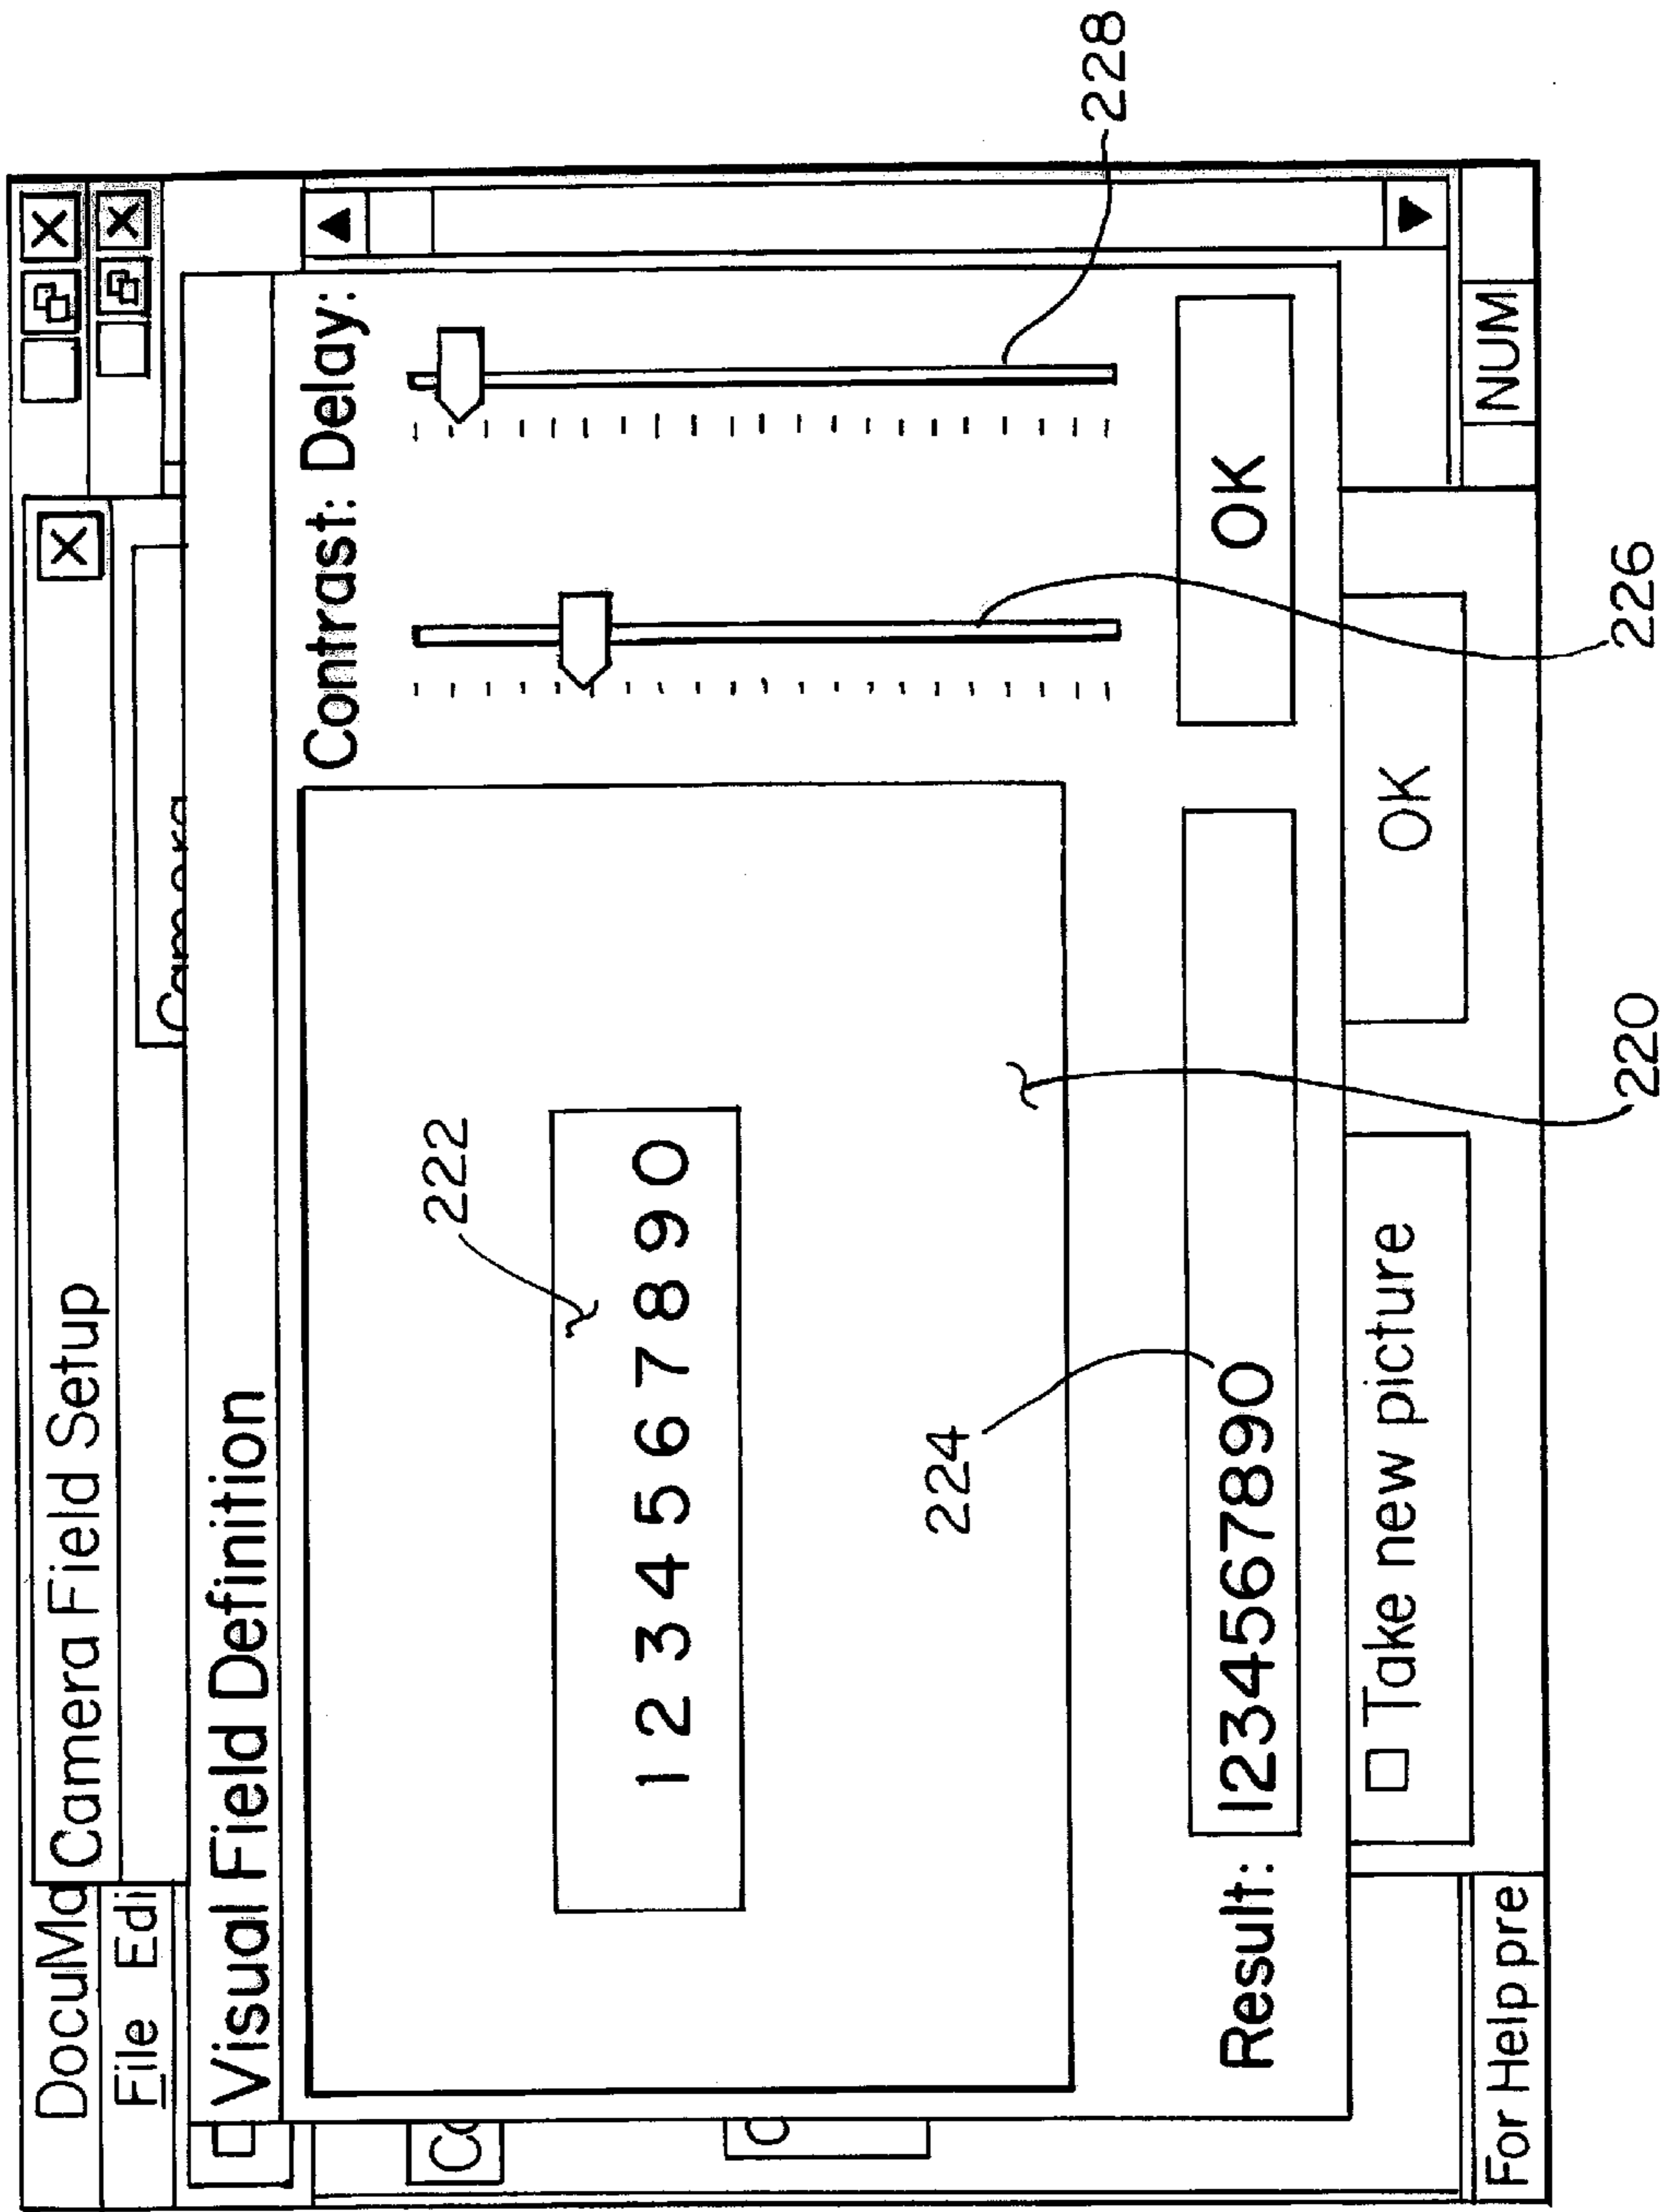 DocuMa
Camera Field Setup
File Edi
Camera
Visual Field Definition
Contrast: Delay:
222
1 2 3 4 5 6 7 8 9 0
228
224
Result: 1234567890
OK
Take new picture
OK
For Help pre
NUM
220
226